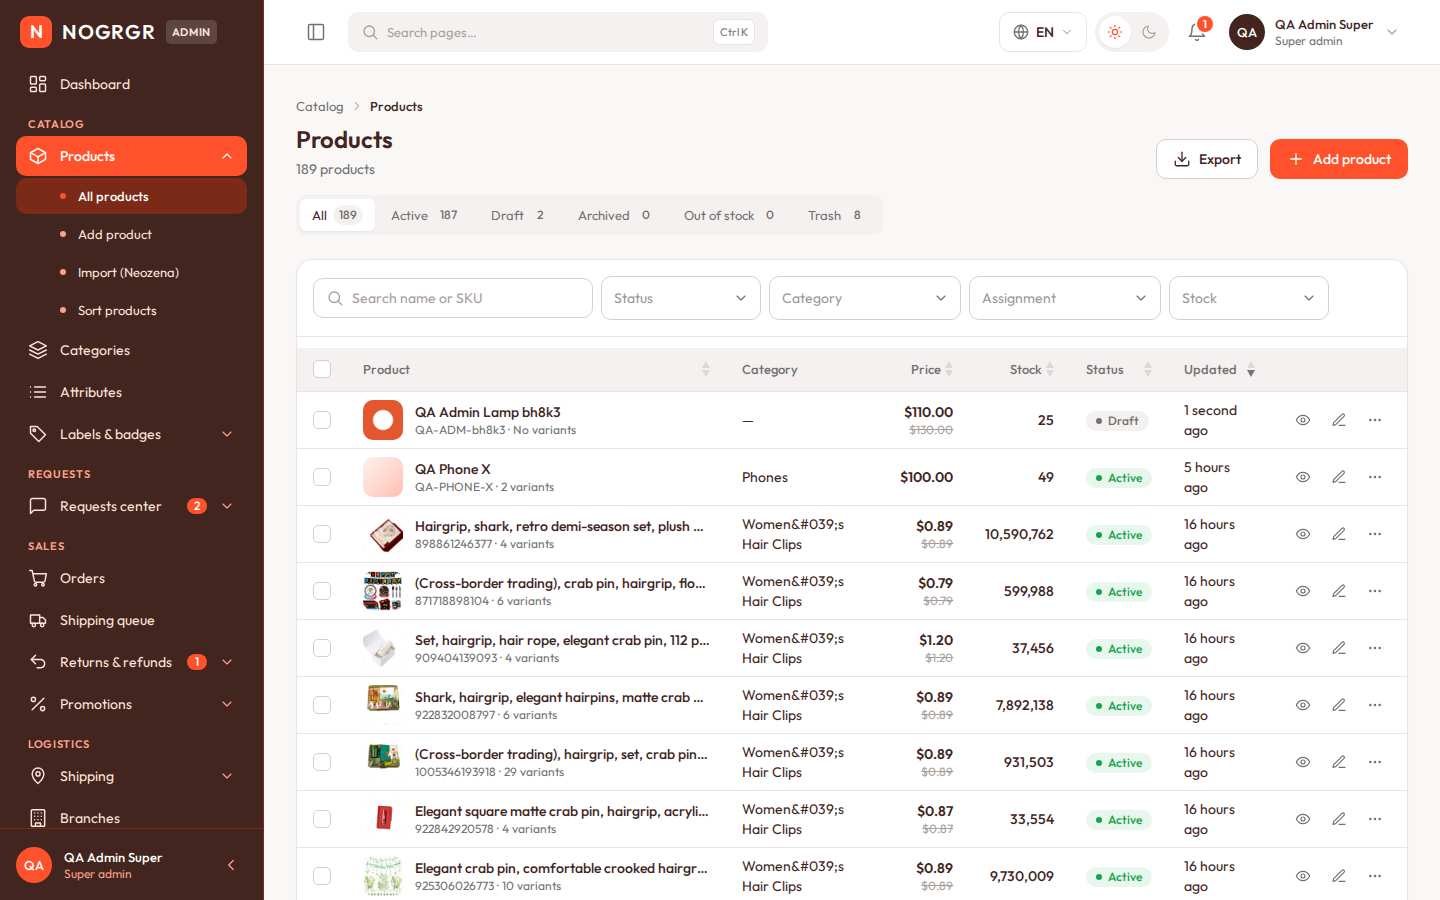 N NOGRGR ADMIN
Search pages...
Ctrl K
EN
1
QA
QA Admin Super
Super admin
Dashboard
CATALOG
Products
All products
Add product
Import (Neozena)
Sort products
Categories
Attributes
Labels & badges
REQUESTS
Requests center 2
SALES
Orders
Shipping queue
Returns & refunds 1
Promotions
LOGISTICS
Shipping
Branches
QA
QA Admin Super
Super admin
Catalog > Products
Products
189 products
Export
+ Add product
All 189 Active 187 Draft 2 Archived 0 Out of stock 0 Trash 8
Search name or SKU
Status
Category
Assignment
Stock
Product Category Price Stock Status Updated
QA Admin Lamp bh8k3
QA-ADM-bh8k3 · No variants
—
$110.00
$130.00
25
Draft
1 second
ago
QA Phone X
QA-PHONE-X · 2 variants
Phones
$100.00
49
Active
5 hours
ago
Hairgrip, shark, retro demi-season set, plush ...
898861246377 · 4 variants
Women&#039;s
Hair Clips
$0.89
$0.89
10,590,762
Active
16 hours
ago
(Cross-border trading), crab pin, hairgrip, flo...
871718898104 · 6 variants
Women&#039;s
Hair Clips
$0.79
$0.79
599,988
Active
16 hours
ago
Set, hairgrip, hair rope, elegant crab pin, 112 p...
909404139093 · 4 variants
Women&#039;s
Hair Clips
$1.20
$1.20
37,456
Active
16 hours
ago
Shark, hairgrip, elegant hairpins, matte crab ...
922832008797 · 6 variants
Women&#039;s
Hair Clips
$0.89
$0.89
7,892,138
Active
16 hours
ago
(Cross-border trading), hairgrip, set, crab pin...
1005346193918 · 29 variants
Women&#039;s
Hair Clips
$0.89
$0.89
931,503
Active
16 hours
ago
Elegant square matte crab pin, hairgrip, acryli...
922842920578 · 4 variants
Women&#039;s
Hair Clips
$0.87
$0.87
33,554
Active
16 hours
ago
Elegant crab pin, comfortable crooked hairgr...
925306026773 · 10 variants
Women&#039;s
Hair Clips
$0.89
$0.89
9,730,009
Active
16 hours
ago